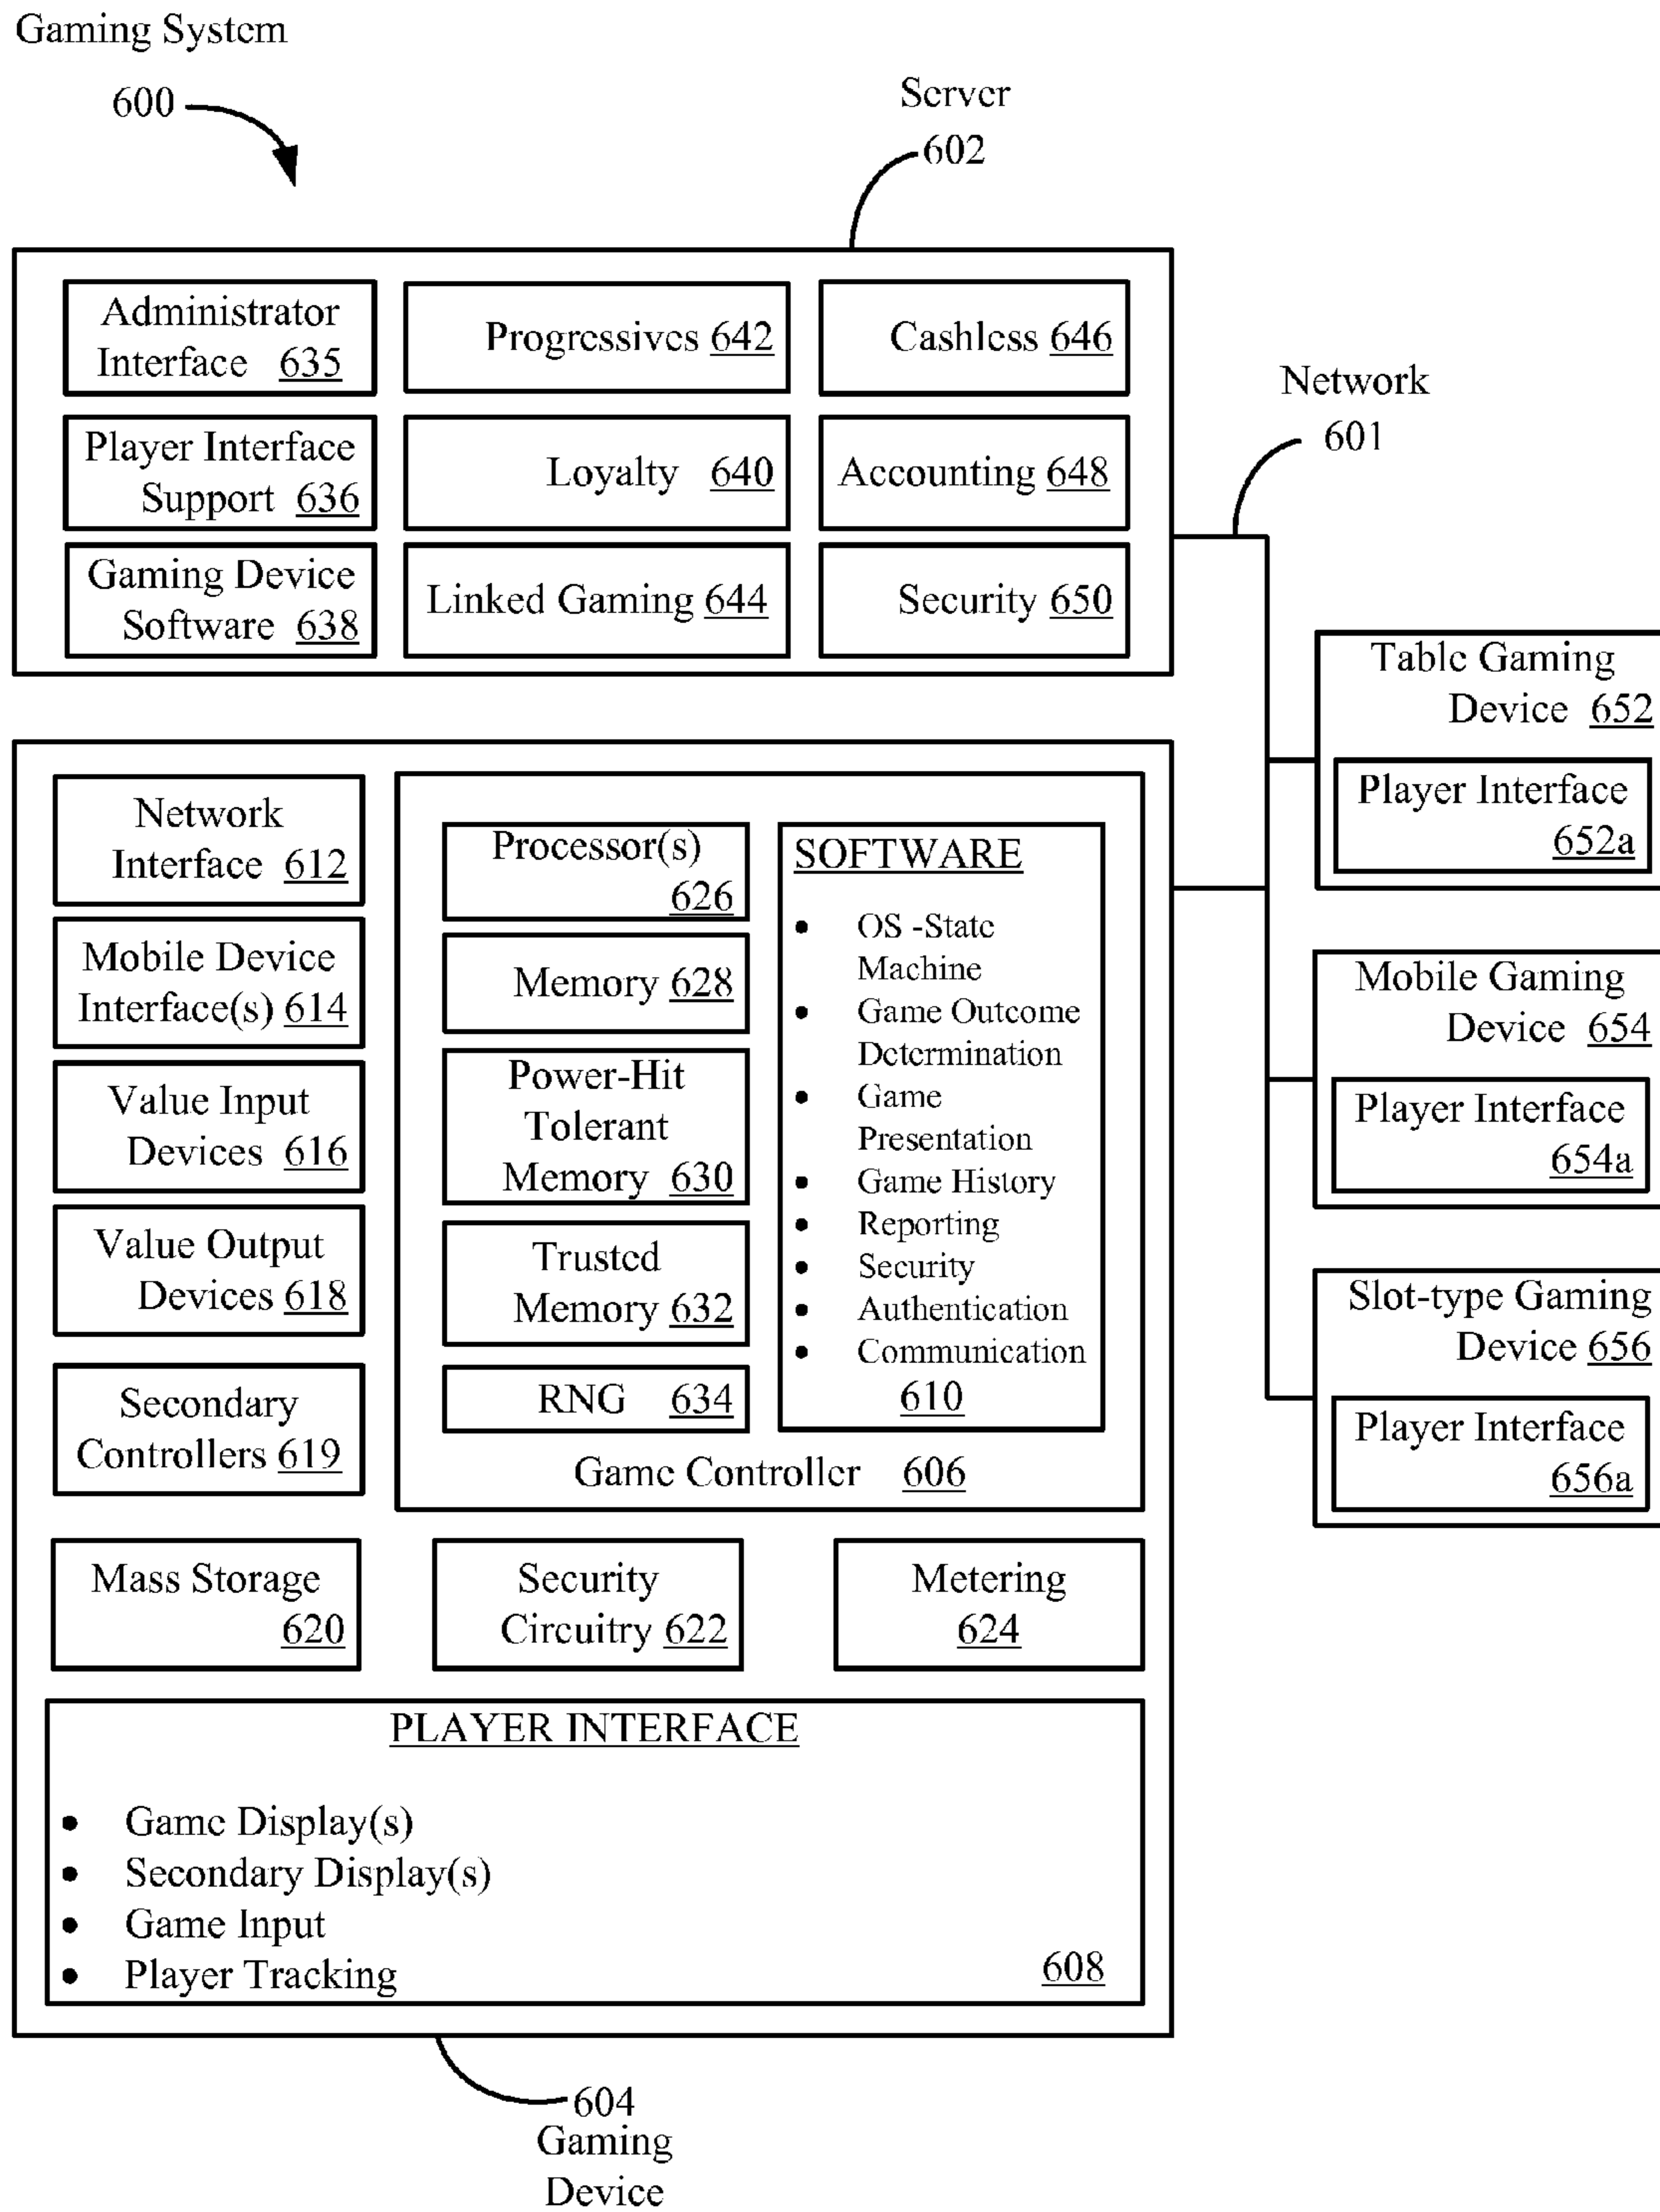 Gaming System
600
Server
602
Administrator
Interface 635
Progressives 642
Cashless 646
Player Interface
Support 636
Loyalty 640
Accounting 648
Gaming Device
Software 638
Linked Gaming 644
Security 650
Network
601
Table Gaming
Device 652
Player Interface
652a
Mobile Gaming
Device 654
Player Interface
654a
Slot-type Gaming
Device 656
Player Interface
656a
Network
Interface 612
Mobile Device
Interface(s) 614
Value Input
Devices 616
Value Output
Devices 618
Secondary
Controllers 619
Processor(s)
626
Memory 628
Power-Hit
Tolerant
Memory 630
Trusted
Memory 632
RNG 634
SOFTWARE
• OS -State
Machine
• Game Outcome
Determination
• Game
Presentation
• Game History
• Reporting
• Security
• Authentication
• Communication
610
Game Controller 606
Mass Storage
620
Security
Circuitry 622
Metering
624
PLAYER INTERFACE
• Game Display(s)
• Secondary Display(s)
• Game Input
• Player Tracking
608
604
Gaming
Device